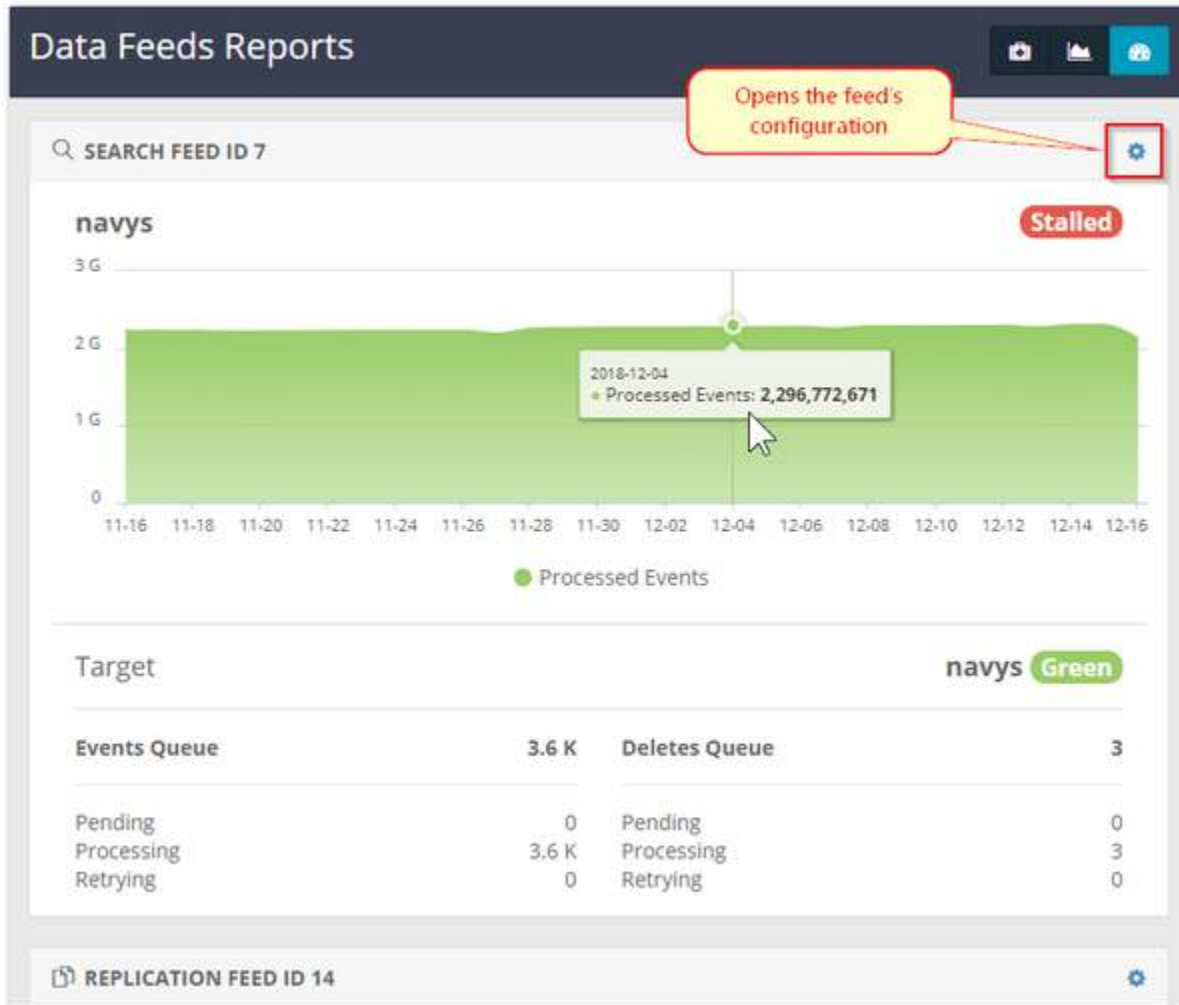 Data Feeds Reports
Opens the feed's
configuration
SEARCH FEED ID 7
navys
Stalled
3 G
2 G
1 G
0
2018-12-04
Processed Events: 2,296,772,671
11-16 11-18 11-20 11-22 11-24 11-26 11-28 11-30 12-02 12-04 12-06 12-08 12-10 12-12 12-14 12-16
Processed Events
Target navys Green
Events Queue 3.6 K Deletes Queue 3
Pending 0 Pending 0
Processing 3.6 K Processing 3
Retrying 0 Retrying 0
REPLICATION FEED ID 14